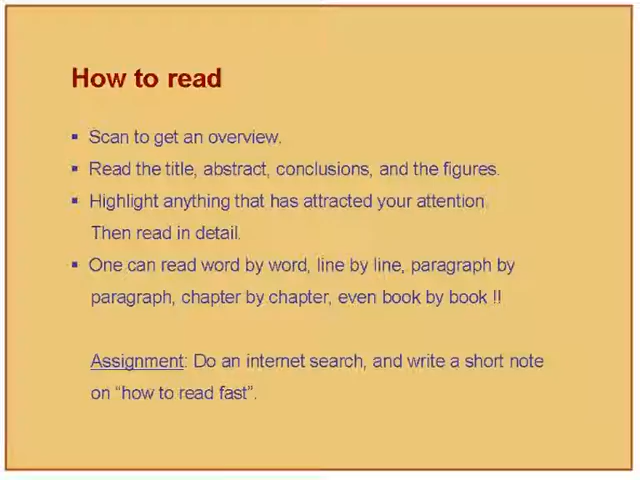 How to read
▪ Scan to get an overview.
▪ Read the title, abstract, conclusions, and the figures.
▪ Highlight anything that has attracted your attention.
Then read in detail.
▪ One can read word by word, line by line, paragraph by
paragraph, chapter by chapter, even book by book !!
Assignment: Do an internet search, and write a short note
on “how to read fast”.